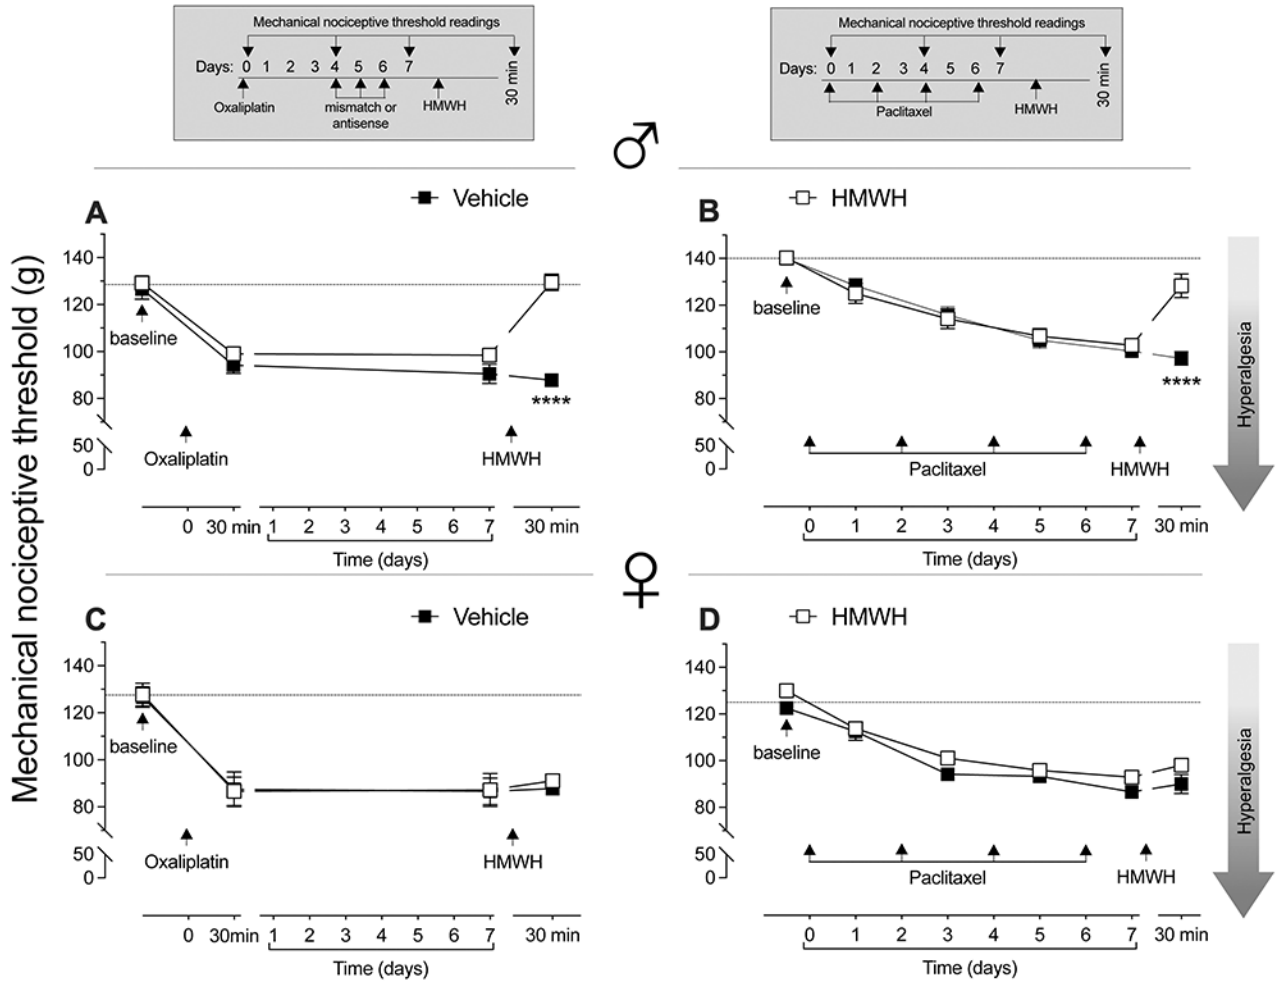 Mechanical nociceptive threshold readings
Days: 0 1 2 3 4 5 6 7
30 min
Oxaliplatin
mismatch or
antisense
HMWH
Mechanical nociceptive threshold readings
Days: 0 1 2 3 4 5 6 7
30 min
Paclitaxel
HMWH
♂
Mechanical nociceptive threshold (g)
A
Vehicle
140
120
100
80
50
0
baseline
****
Oxaliplatin
HMWH
0 30 min 1 2 3 4 5 6 7 30 min
Time (days)
B
HMWH
140
120
100
80
50
0
baseline
****
Paclitaxel
HMWH
0 1 2 3 4 5 6 7 30 min
Time (days)
Hyperalgesia
♀
C
Vehicle
140
120
100
80
50
0
baseline
Oxaliplatin
HMWH
0 30min 1 2 3 4 5 6 7 30 min
Time (days)
D
HMWH
140
120
100
80
50
0
baseline
Paclitaxel
HMWH
0 1 2 3 4 5 6 7 30 min
Time (days)
Hyperalgesia